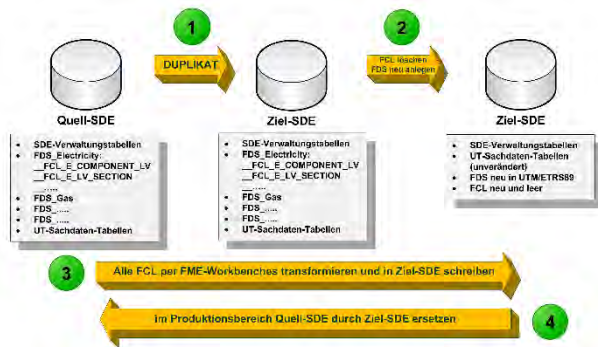 1
2
DUPLIKAT
FCL löschen
FDS neu anlegen
Quell-SDE
Ziel-SDE
Ziel-SDE
• SDE-Verwaltungstabellen
• FDS_Electricity:
__FCL_E_COMPONENT_LV
__FCL_E_LV_SECTION
__.....
• FDS_Gas
• FDS_.....
• FDS_.....
• UT-Sachdaten-Tabellen
• SDE-Verwaltungstabellen
• FDS_Electricity:
__FCL_E_COMPONENT_LV
__FCL_E_LV_SECTION
__.....
• FDS_Gas
• FDS_.....
• FDS_.....
• UT-Sachdaten-Tabellen
• SDE-Verwaltungstabellen
• UT-Sachdaten-Tabellen
(unverändert)
• FDS neu in UTM/ETRS89
• FCL neu und leer
3
Alle FCL per FME-Workbenches transformieren und in Ziel-SDE schreiben
im Produktionsbereich Quell-SDE durch Ziel-SDE ersetzen
4